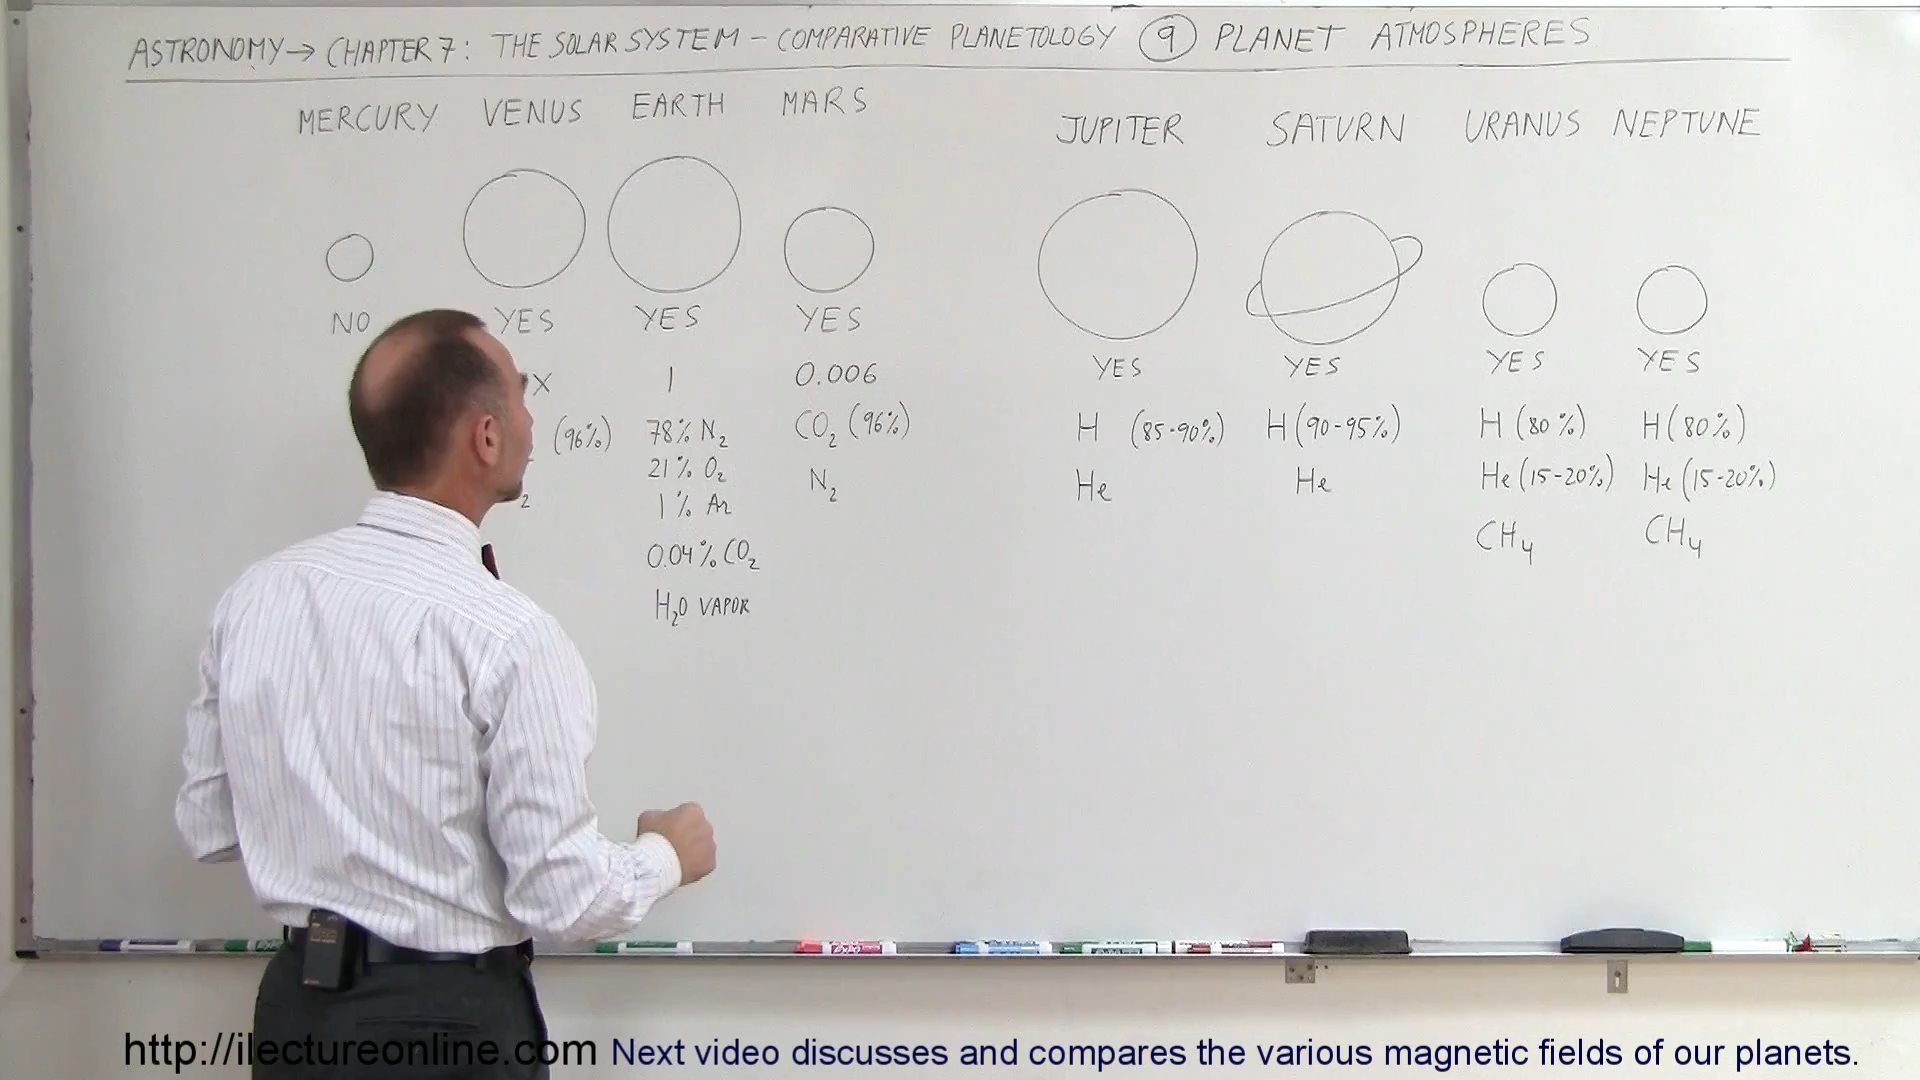 ASTRONOMY → CHAPTER 7: THE SOLAR SYSTEM – COMPARATIVE PLANETOLOGY 9 PLANET ATMOSPHERES
MERCURY VENUS EARTH MARS JUPITER SATURN URANUS NEPTUNE
NO YES YES YES YES YES YES YES
X 1 0.006
(96%) 78% N₂ CO₂ (96%) H (85-90%) H (90-95%) H (80%) H (80%)
21% O₂ N₂ He He He (15-20%) He (15-20%)
2 1% Ar
0.04% CO₂ CH₄ CH₄
H₂O VAPOR
http://ilectureonline.com Next video discusses and compares the various magnetic fields of our planets.